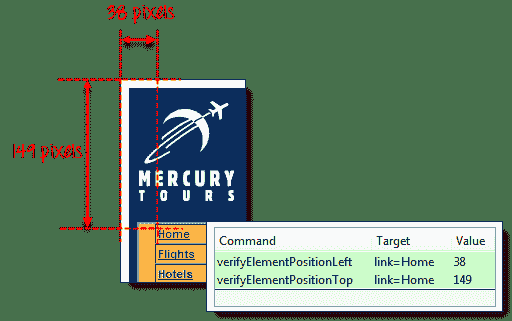 36 pixels
149 pixels
MERCURY
TOURS
Home
Flights
Hotels
Command Target Value
verifyElementPositionLeft link=Home 38
verifyElementPositionTop link=Home 149